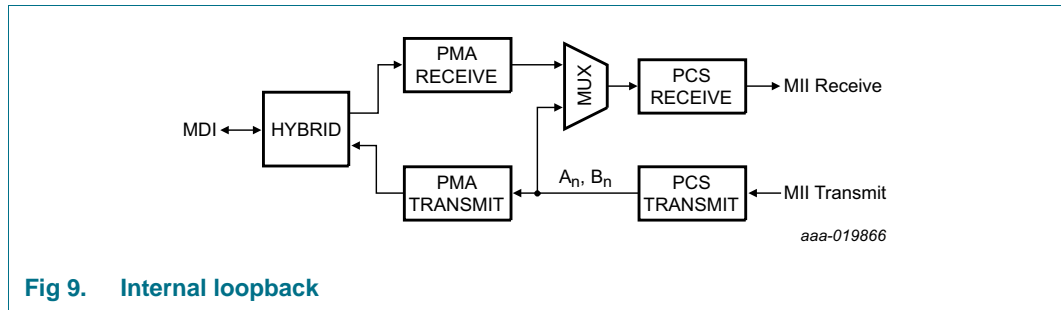 PMA
RECEIVE
MUX
PCS
RECEIVE
MII Receive
MDI
HYBRID
PMA
TRANSMIT
An, Bn
PCS
TRANSMIT
MII Transmit
aaa-019866
Fig 9. Internal loopback